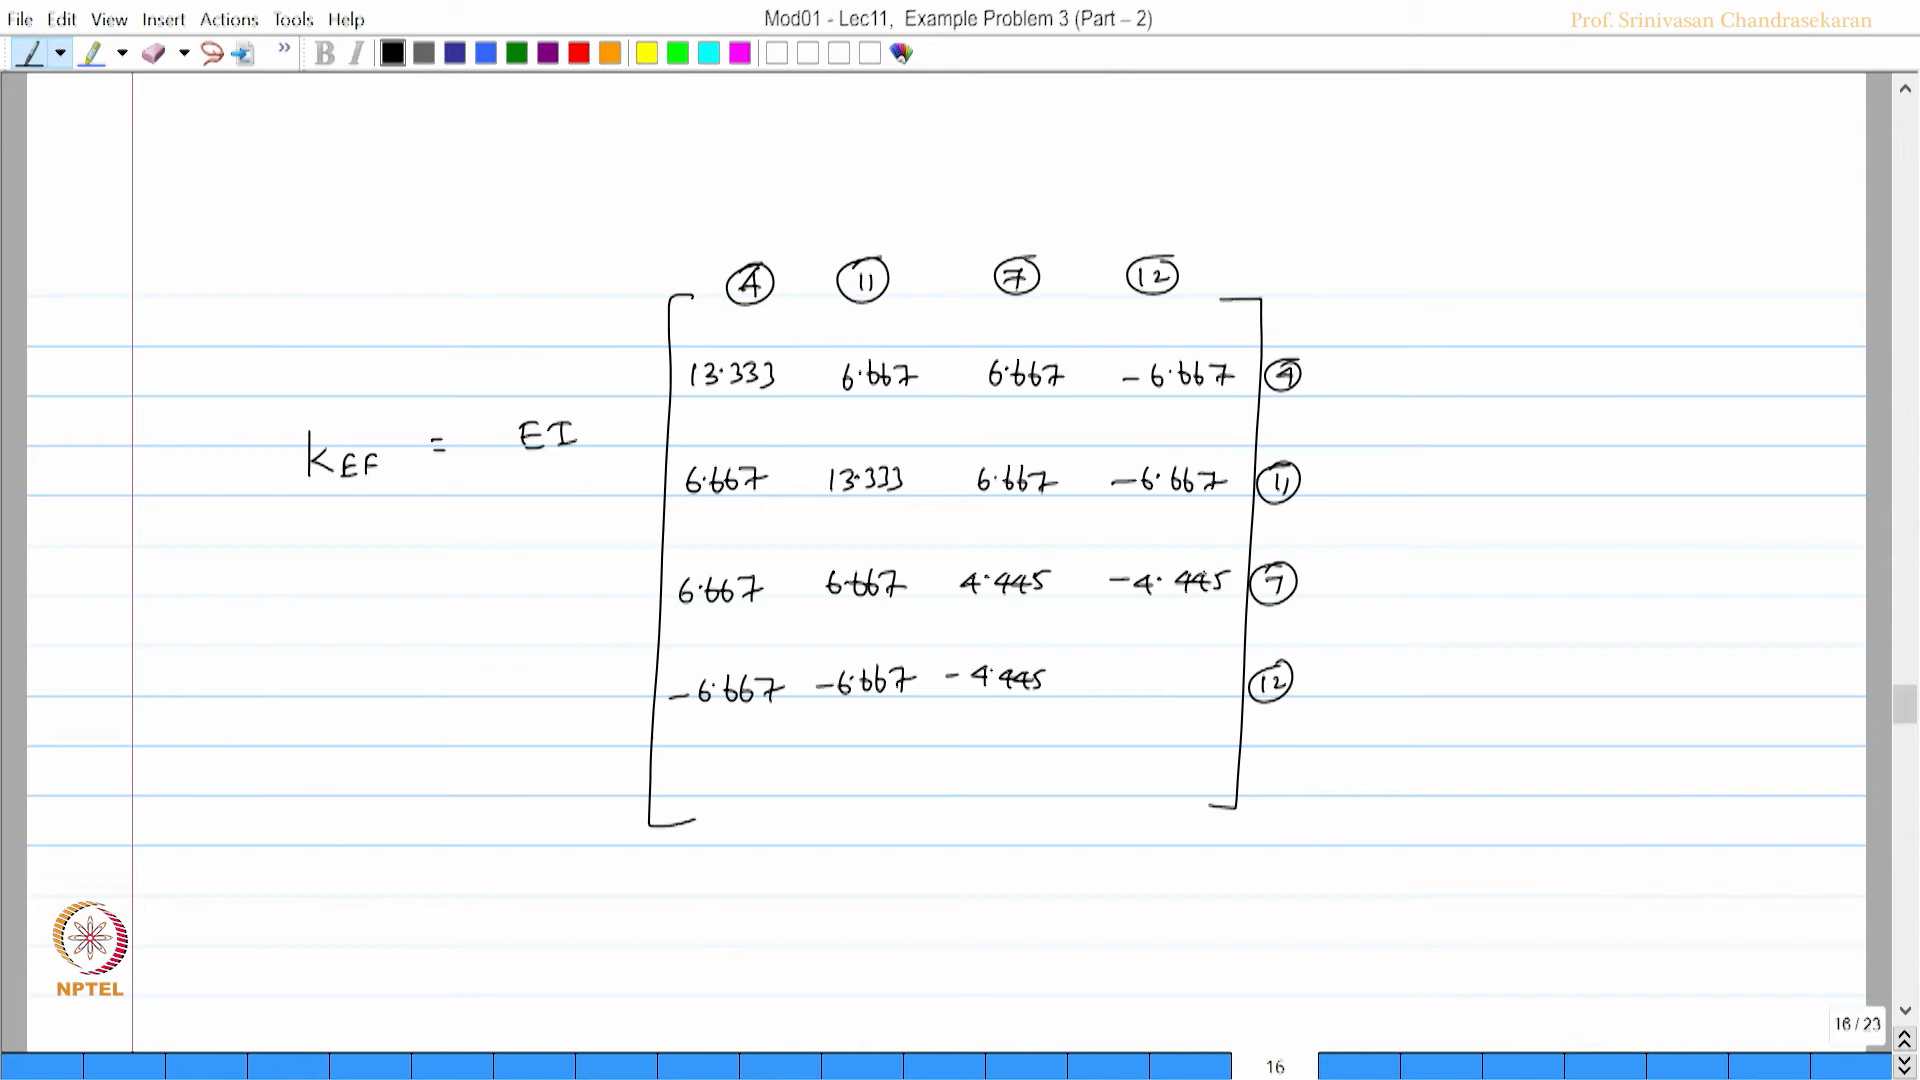 File Edit View Insert Actions Tools Help
Mod01 - Lec11, Example Problem 3 (Part – 2)
Prof. Srinivasan Chandrasekaran
B I
4 11 7 12
13.333 6.667 6.667 - 6.667 4
KEF = EI
6.667 13.333 6.667 -6.667 11
6.667 6.667 4.445 -4.445 7
-6.667 -6.667 -4.445 12
NPTEL
16 / 23
16